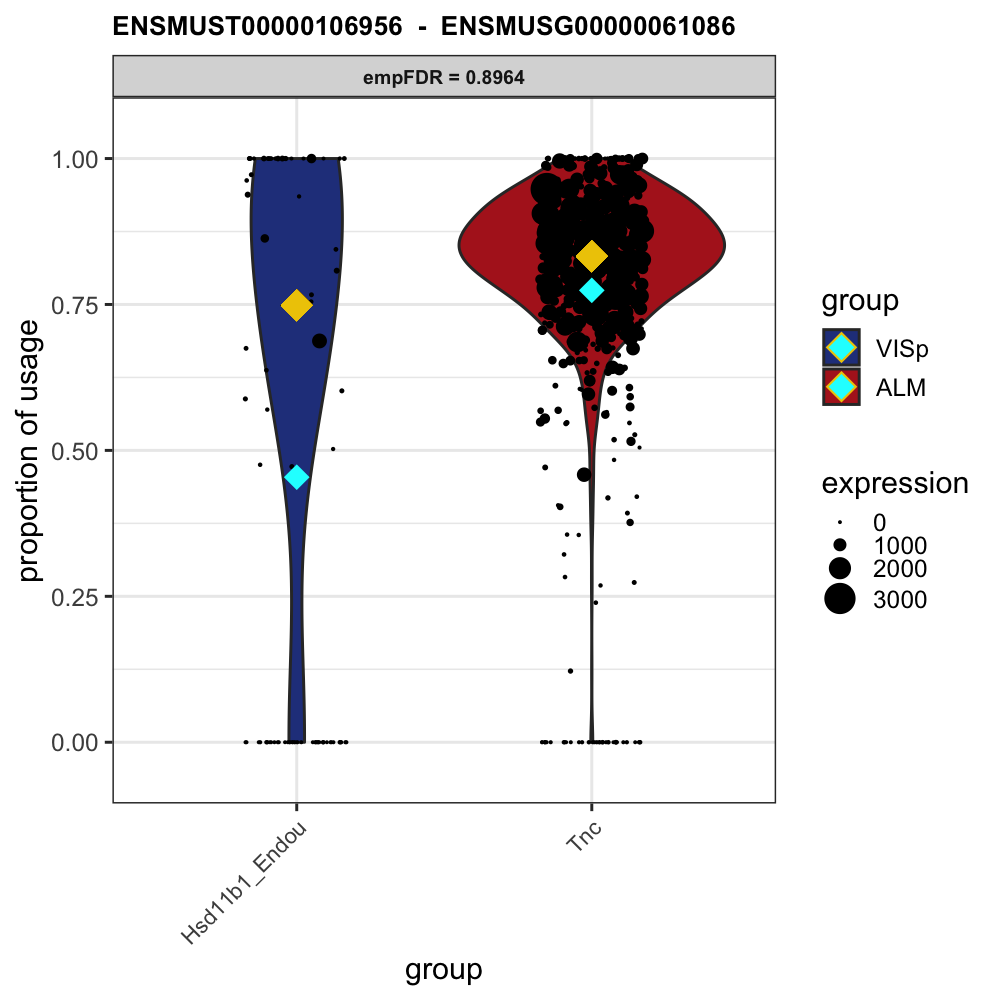 ENSMUST00000106956 - ENSMUSG00000061086
empFDR = 0.8964
proportion of usage
1.00
0.75
0.50
0.25
0.00
Hsd11b1_Endou
Tnc
group
group
VISp
ALM
expression
0
1000
2000
3000